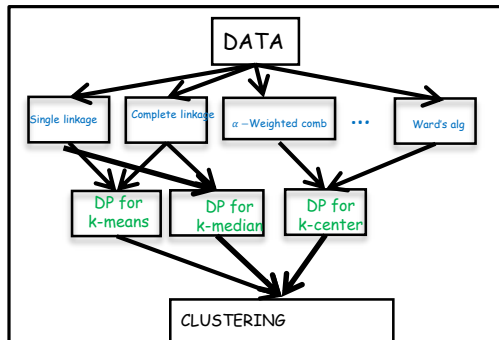 DATA
Single linkage
Complete linkage
α −Weighted comb
...
Ward's alg
DP for
k-means
DP for
k-median
DP for
k-center
CLUSTERING